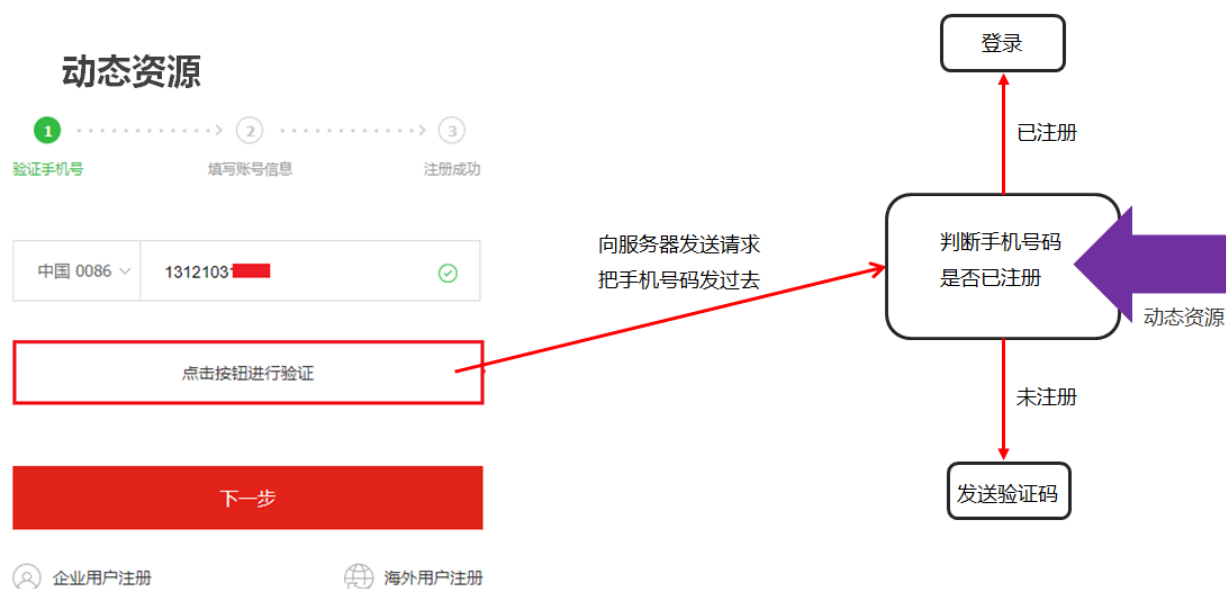 动态资源
1
2
3
验证手机号
填写账号信息
注册成功
中国 0086
13121031
点击按钮进行验证
下一步
企业用户注册
海外用户注册
向服务器发送请求
把手机号码发过去
登录
已注册
判断手机号码
是否已注册
动态资源
未注册
发送验证码